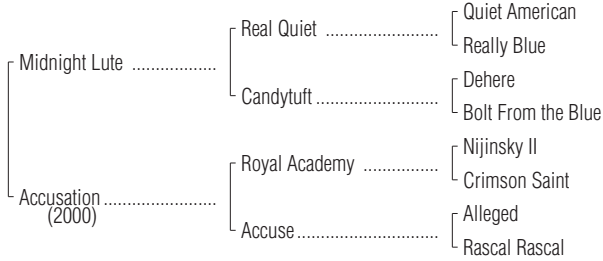 Quiet American
Real Quiet ...................
Really Blue
Midnight Lute ..............
Dehere
Candytuft ....................
Bolt From the Blue
Nijinsky II
Royal Academy .............
Crimson Saint
Accusation ...................
(2000)
Alleged
Accuse ........................
Rascal Rascal